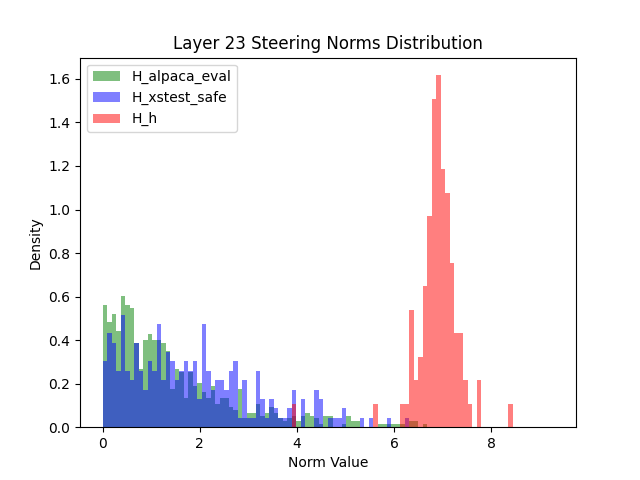 Layer 23 Steering Norms Distribution
H_alpaca_eval
H_xstest_safe
H_h
Density
1.6
1.4
1.2
1.0
0.8
0.6
0.4
0.2
0.0
0
2
4
6
8
Norm Value